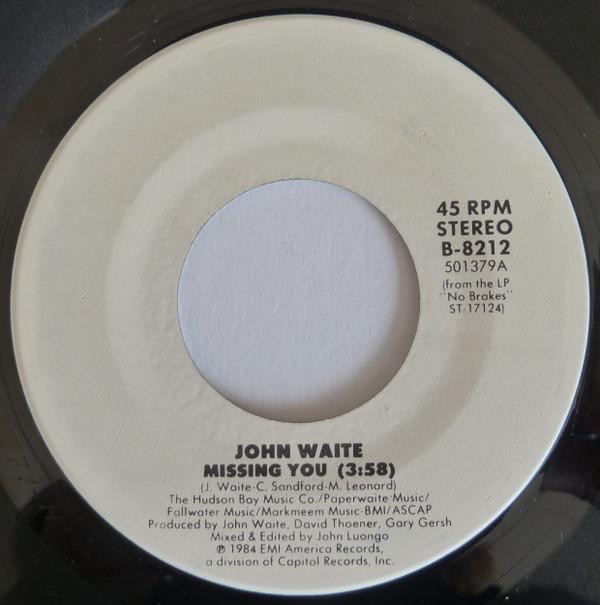 45 RPM
STEREO
B-8212
501379A
(from the LP
"No Brakes"
ST-17124)
JOHN WAITE
MISSING YOU (3:58)
(J. Waite-C. Sandford-M. Leonard)
The Hudson Bay Music Co./Paperwaite Music/
Fallwater Music/Markmeem Music-BMI/ASCAP
Produced by John Waite, David Thoener, Gary Gersh
Mixed & Edited by John Luongo
℗ 1984 EMI America Records,
a division of Capitol Records, Inc.